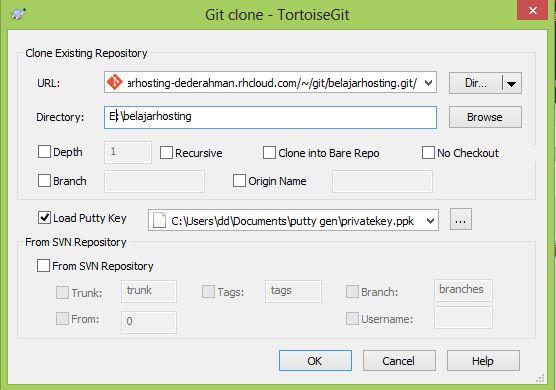 Git clone - TortoiseGit
Clone Existing Repository
URL: arhosting-dederahman.rhcloud.com/~/git/belajarhosting.git/ Dir...
Directory: E:\belajarhosting Browse
Depth 1 Recursive Clone into Bare Repo No Checkout
Branch Origin Name
Load Putty Key C:\Users\dd\Documents\putty gen\privatekey.ppk ...
From SVN Repository
From SVN Repository
Trunk: trunk Tags: tags Branch: branches
From: 0 Username:
OK Cancel Help